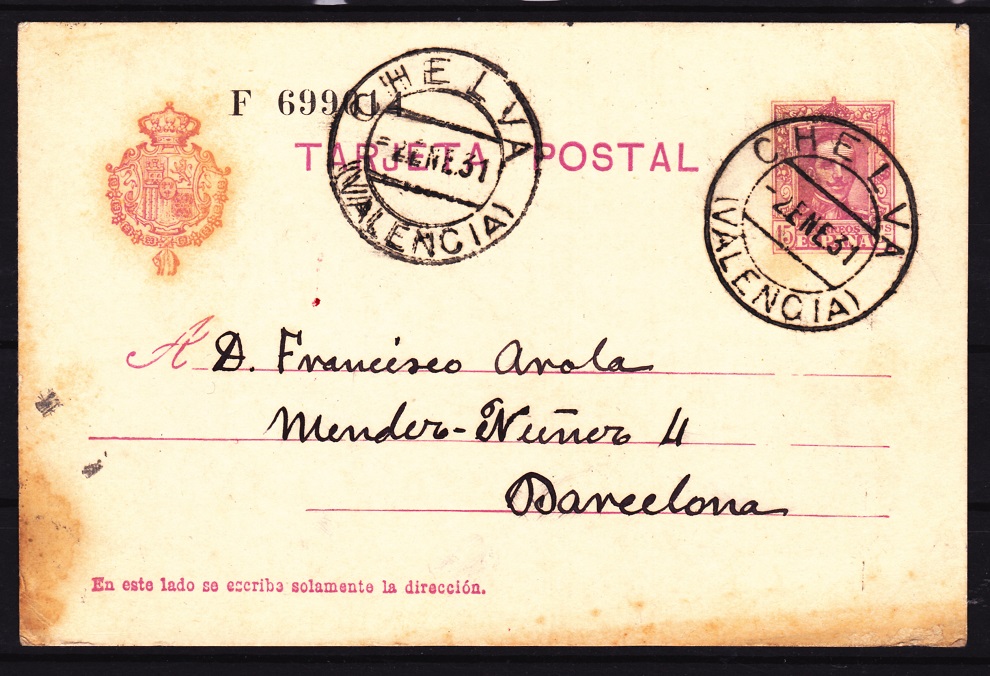 F 699014
TARJETA POSTAL
CHELVA
-2 ENE. 31
(VALENCIA)
CHELVA
-2 ENE 31
(VALENCIA)
15 CORREOS
ESPAÑA
A D. Francisco Arola
Mendez-Nuñez 4
Barcelona
En este lado se escribe solamente la dirección.